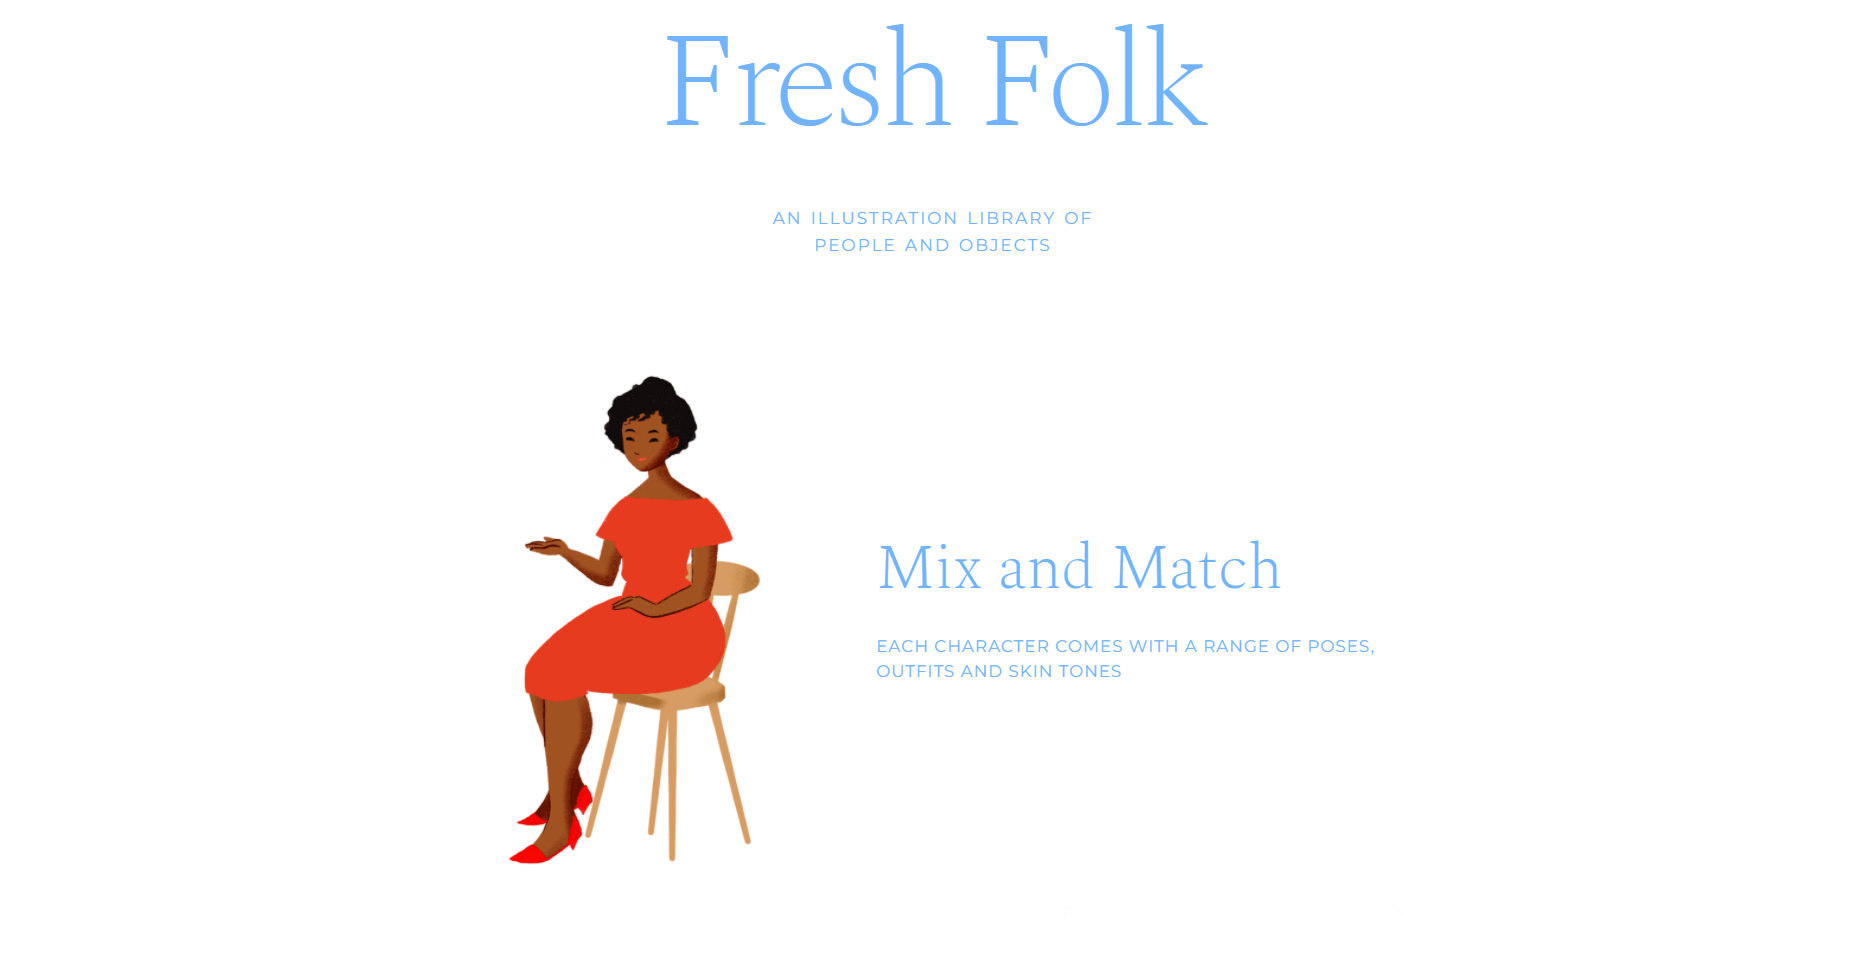 Fresh Folk
AN ILLUSTRATION LIBRARY OF
PEOPLE AND OBJECTS
Mix and Match
EACH CHARACTER COMES WITH A RANGE OF POSES,
OUTFITS AND SKIN TONES